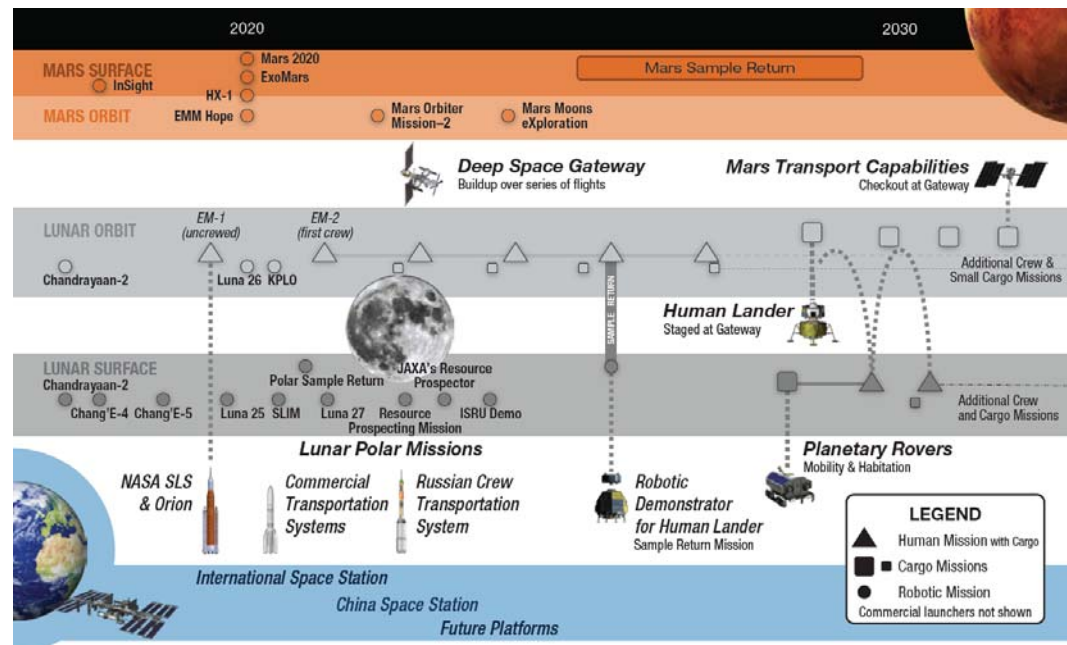 2020
2030
MARS SURFACE
InSight
Mars 2020
ExoMars
HX-1
Mars Sample Return
MARS ORBIT
EMM Hope
Mars Orbiter
Mission–2
Mars Moons
eXploration
Deep Space Gateway
Buildup over series of flights
Mars Transport Capabilities
Checkout at Gateway
LUNAR ORBIT
EM-1
(uncrewed)
EM-2
(first crew)
Chandrayaan-2
Luna 26
KPLO
Additional Crew &
Small Cargo Missions
SAMPLE RETURN
Human Lander
Staged at Gateway
LUNAR SURFACE
Chandrayaan-2
Chang'E-4
Chang'E-5
Luna 25
SLIM
Polar Sample Return
Luna 27
JAXA's Resource
Prospector
Resource
Prospecting Mission
ISRU Demo
Additional Crew
and Cargo Missions
Lunar Polar Missions
Planetary Rovers
Mobility & Habitation
NASA SLS
& Orion
Commercial
Transportation
Systems
Russian Crew
Transportation
System
Robotic
Demonstrator
for Human Lander
Sample Return Mission
LEGEND
Human Mission with Cargo
Cargo Missions
Robotic Mission
Commercial launchers not shown
International Space Station
China Space Station
Future Platforms